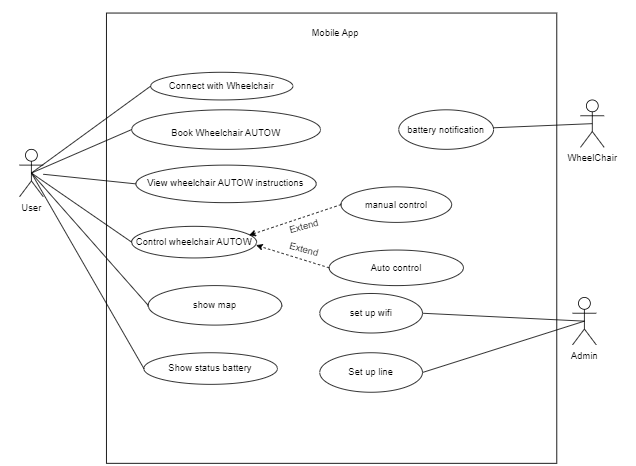 Mobile App
Connect with Wheelchair
Book Wheelchair AUTOW
battery notification
WheelChair
View wheelchair AUTOW instructions
User
manual control
Extend
Control wheelchair AUTOW
Extend
Auto control
show map
set up wifi
Admin
Show status battery
Set up line